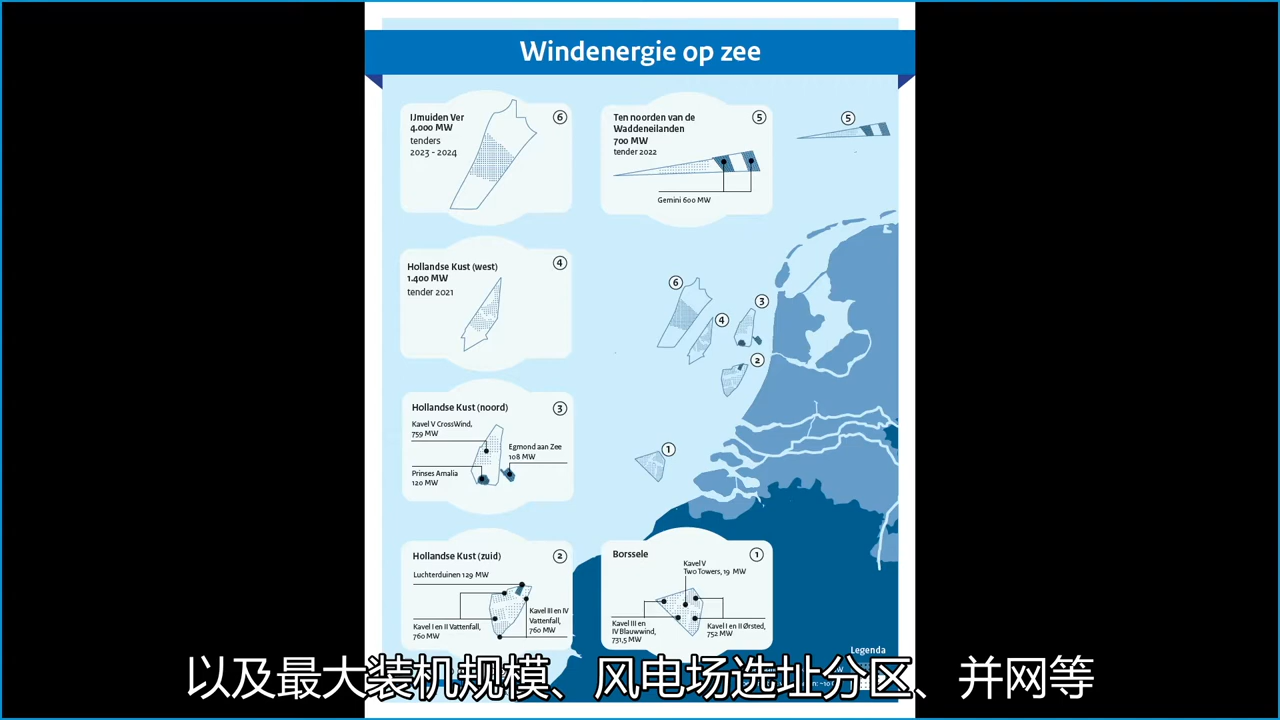 Windenergie op zee
IJmuiden Ver
4.000 MW
tenders
2023 - 2024
6
Ten noorden van de
Waddeneilanden
700 MW
tender 2022
5
Gemini 600 MW
5
Hollandse Kust (west)
1.400 MW
tender 2021
4
6
4
3
2
1
Hollandse Kust (noord)
3
Kavel V CrossWind,
759 MW
Egmond aan Zee
108 MW
Prinses Amalia
120 MW
Hollandse Kust (zuid)
2
Luchterduinen 129 MW
Kavel III en IV
Vattenfall,
760 MW
Kavel I en II Vattenfall,
760 MW
Borssele
1
Kavel V
Two Towers, 19 MW
Kavel III en
IV Blauwwind,
731,5 MW
Kavel I en II Ørsted,
752 MW
Legenda
以及最大装机规模、风电场选址分区、并网等